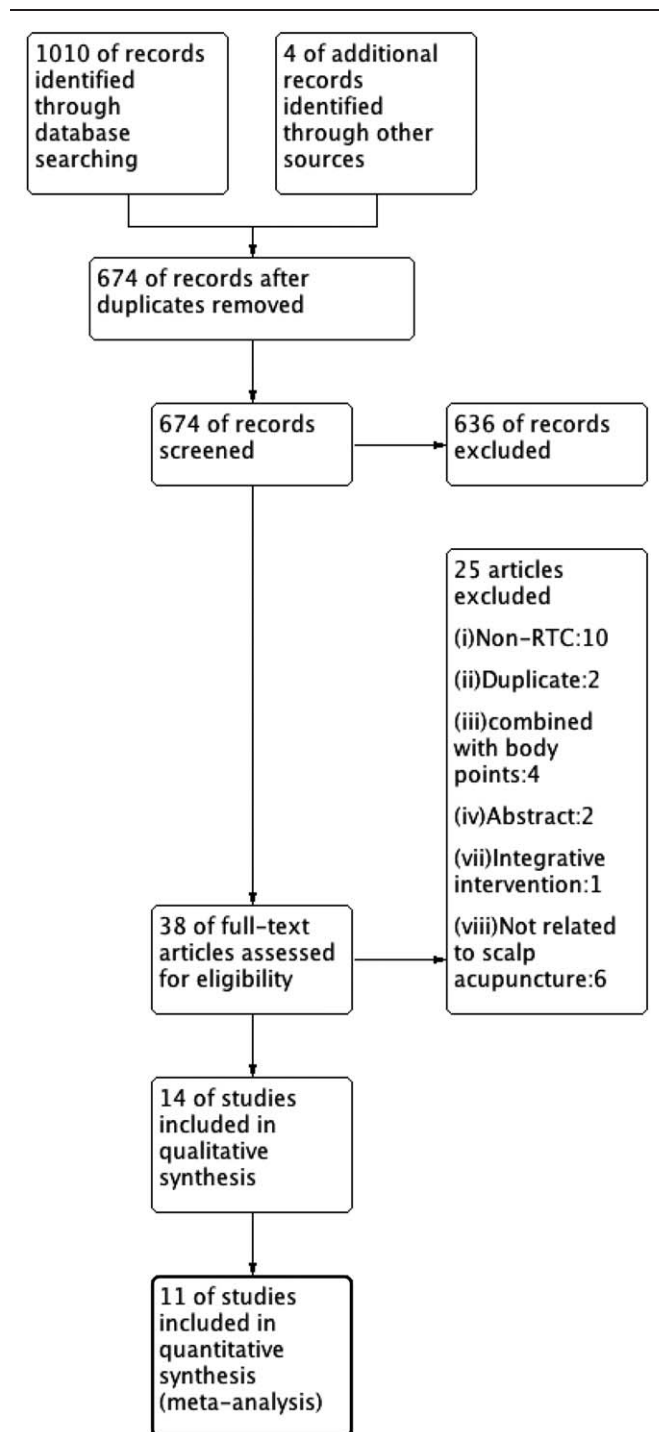 1010 of records
identified
through
database
searching
4 of additional
records
identified
through other
sources
674 of records after
duplicates removed
674 of records
screened
636 of records
excluded
25 articles
excluded
(i)Non-RTC:10
(ii)Duplicate:2
(iii)combined
with body
points:4
(iv)Abstract:2
(vii)Integrative
intervention:1
(viii)Not related
to scalp
acupuncture:6
38 of full-text
articles assessed
for eligibility
14 of studies
included in
qualitative
synthesis
11 of studies
included in
quantitative
synthesis
(meta-analysis)